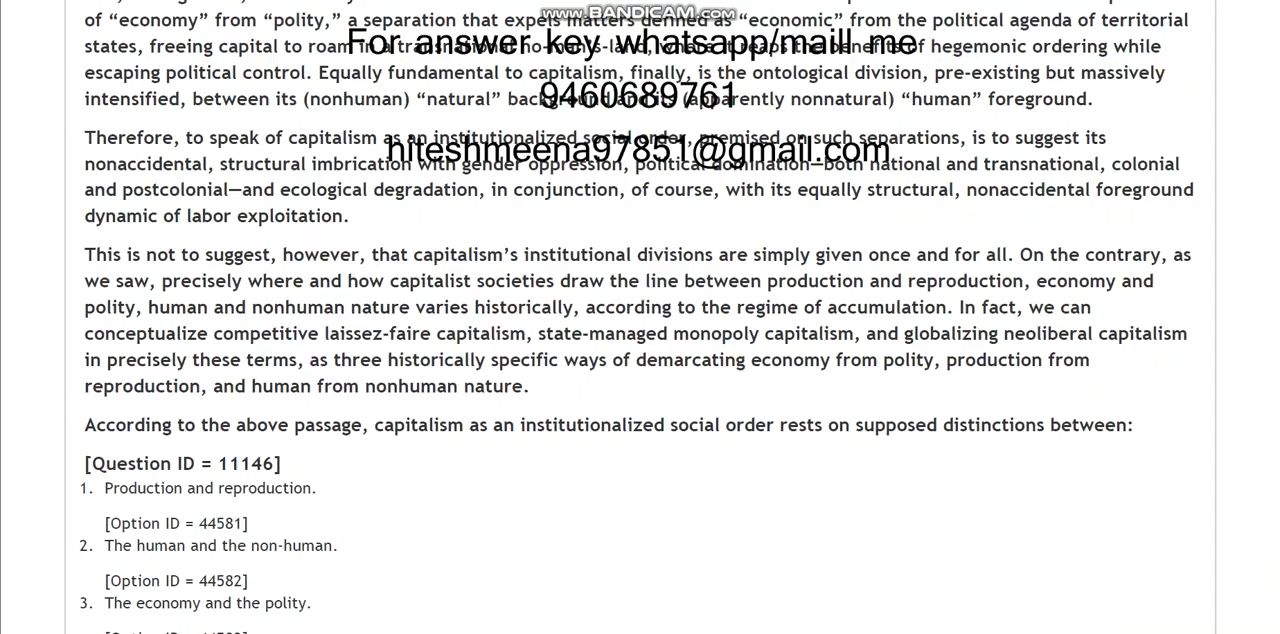 www.BANDICAM.com
of “economy” from “polity,” a separation that expels matters defined as “economic” from the political agenda of territorial
states, freeing capital to roam in a transnational no-man's-land, where it reaps the benefits of hegemonic ordering while
For answer key whatsapp/maill me
escaping political control. Equally fundamental to capitalism, finally, is the ontological division, pre-existing but massively
intensified, between its (nonhuman) “natural” background and its (apparently nonnatural) “human” foreground.
9460689761
Therefore, to speak of capitalism as an institutionalized social order, premised on such separations, is to suggest its
hiteshmeena97851@gmail.com
nonaccidental, structural imbrication with gender oppression, political domination—both national and transnational, colonial
and postcolonial—and ecological degradation, in conjunction, of course, with its equally structural, nonaccidental foreground
dynamic of labor exploitation.
This is not to suggest, however, that capitalism’s institutional divisions are simply given once and for all. On the contrary, as
we saw, precisely where and how capitalist societies draw the line between production and reproduction, economy and
polity, human and nonhuman nature varies historically, according to the regime of accumulation. In fact, we can
conceptualize competitive laissez-faire capitalism, state-managed monopoly capitalism, and globalizing neoliberal capitalism
in precisely these terms, as three historically specific ways of demarcating economy from polity, production from
reproduction, and human from nonhuman nature.
According to the above passage, capitalism as an institutionalized social order rests on supposed distinctions between:
[Question ID = 11146]
1. Production and reproduction.
[Option ID = 44581]
2. The human and the non-human.
[Option ID = 44582]
3. The economy and the polity.